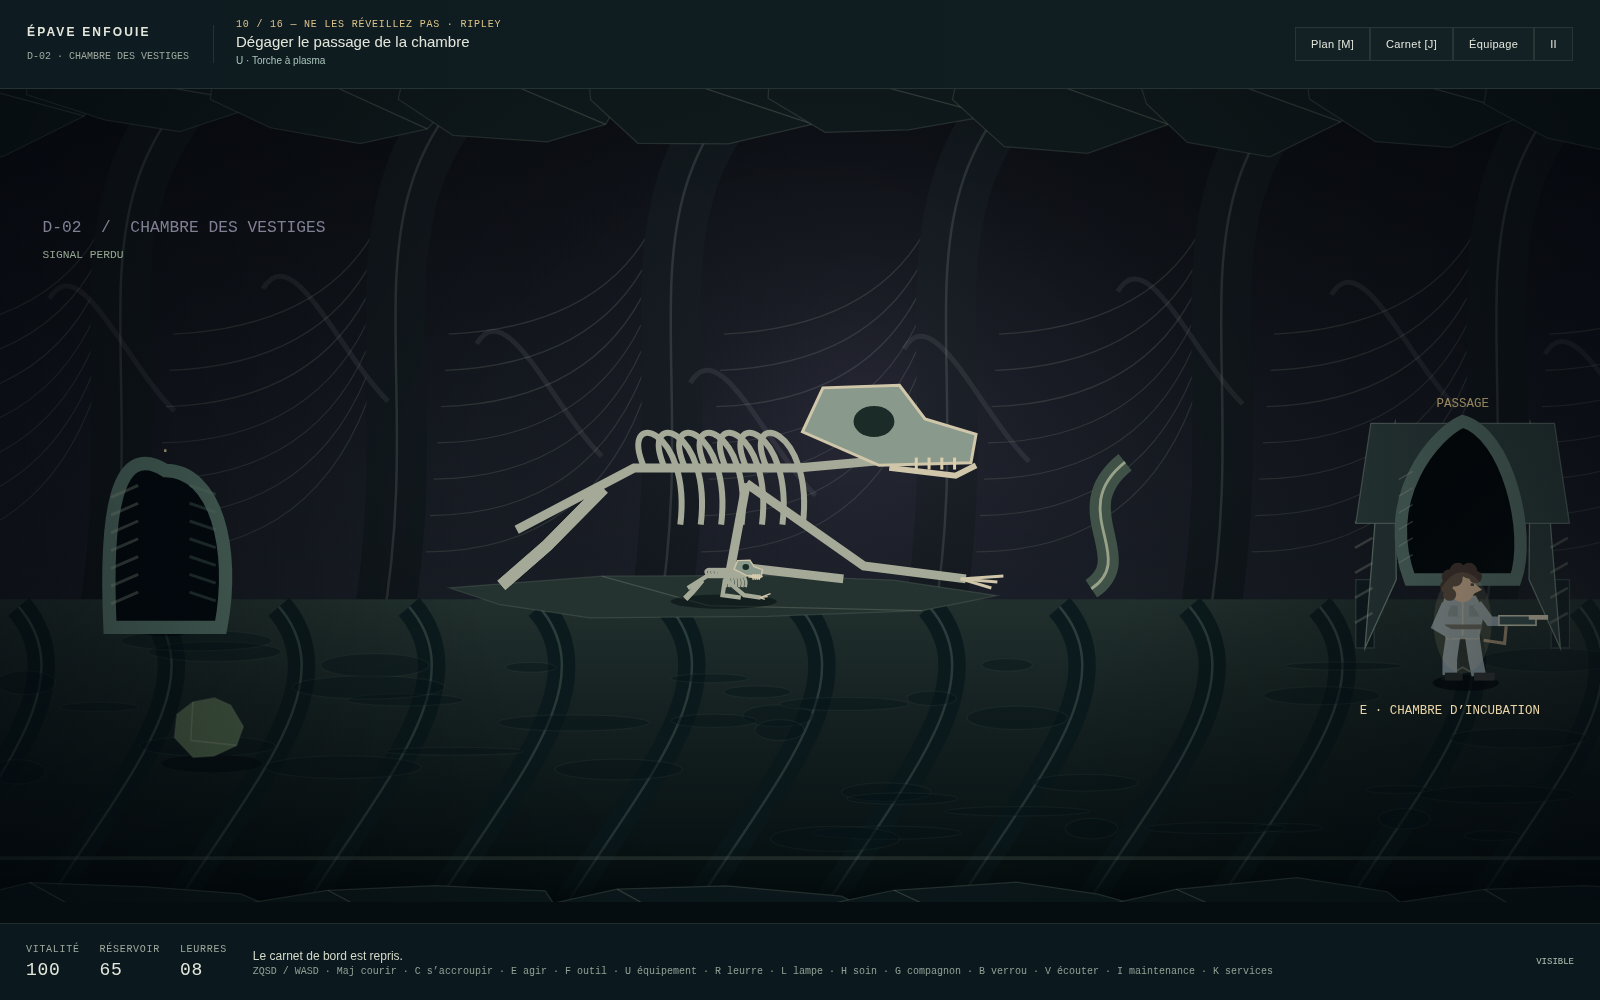 ÉPAVE ENFOUIE
D-02 · CHAMBRE DES VESTIGES
10 / 16 — NE LES RÉVEILLEZ PAS · RIPLEY
Dégager le passage de la chambre
U · Torche à plasma
Plan [M]
Carnet [J]
Équipage
II
D-02 / CHAMBRE DES VESTIGES
SIGNAL PERDU
PASSAGE
E · CHAMBRE D’INCUBATION
VITALITÉ
100
RÉSERVOIR
65
LEURRES
08
Le carnet de bord est repris.
ZQSD / WASD · Maj courir · C s’accroupir · E agir · F outil · U équipement · R leurre · L lampe · H soin · G compagnon · B verrou · V écouter · I maintenance · K services
VISIBLE